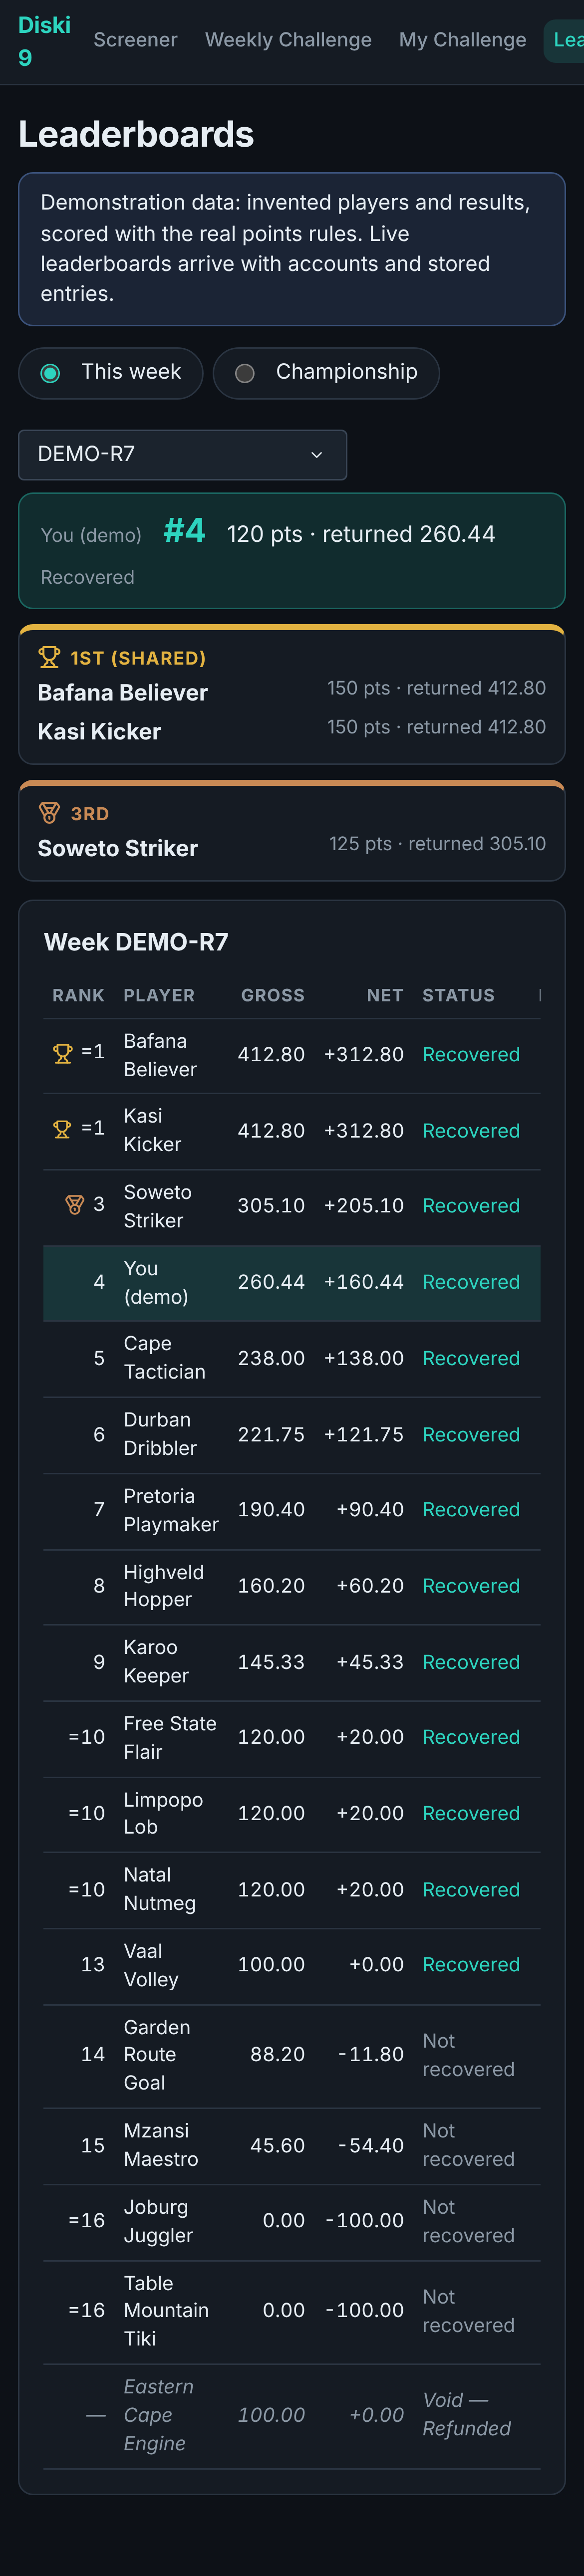 Diski
9
Screener Weekly Challenge My Challenge
Leaderboards
Demonstration data: invented players and results,
scored with the real points rules. Live
leaderboards arrive with accounts and stored
entries.
This week Championship
DEMO-R7
You (demo) #4 120 pts · returned 260.44
Recovered
1ST (SHARED)
Bafana Believer 150 pts · returned 412.80
Kasi Kicker 150 pts · returned 412.80
3RD
Soweto Striker 125 pts · returned 305.10
Week DEMO-R7
RANK PLAYER GROSS NET STATUS
=1 Bafana Believer 412.80 +312.80 Recovered
=1 Kasi Kicker 412.80 +312.80 Recovered
3 Soweto Striker 305.10 +205.10 Recovered
4 You (demo) 260.44 +160.44 Recovered
5 Cape Tactician 238.00 +138.00 Recovered
6 Durban Dribbler 221.75 +121.75 Recovered
7 Pretoria Playmaker 190.40 +90.40 Recovered
8 Highveld Hopper 160.20 +60.20 Recovered
9 Karoo Keeper 145.33 +45.33 Recovered
=10 Free State Flair 120.00 +20.00 Recovered
=10 Limpopo Lob 120.00 +20.00 Recovered
=10 Natal Nutmeg 120.00 +20.00 Recovered
13 Vaal Volley 100.00 +0.00 Recovered
14 Garden Route Goal 88.20 -11.80 Not recovered
15 Mzansi Maestro 45.60 -54.40 Not recovered
=16 Joburg Juggler 0.00 -100.00 Not recovered
=16 Table Mountain Tiki 0.00 -100.00 Not recovered
— Eastern Cape Engine 100.00 +0.00 Void — Refunded